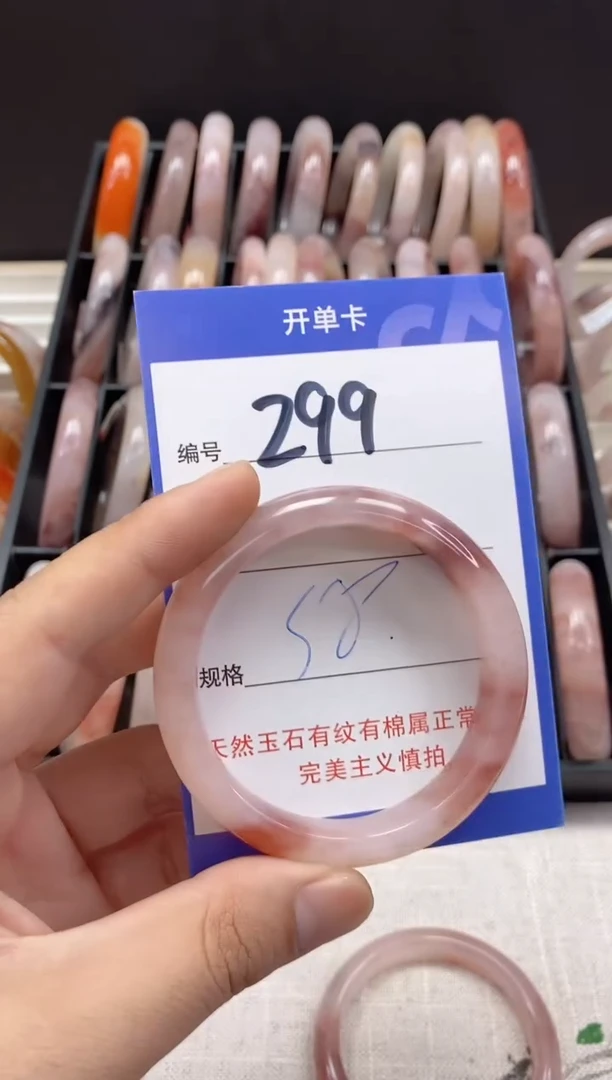 开单卡
编号 299
规格 58
天然玉石有纹有棉属正常
完美主义慎拍